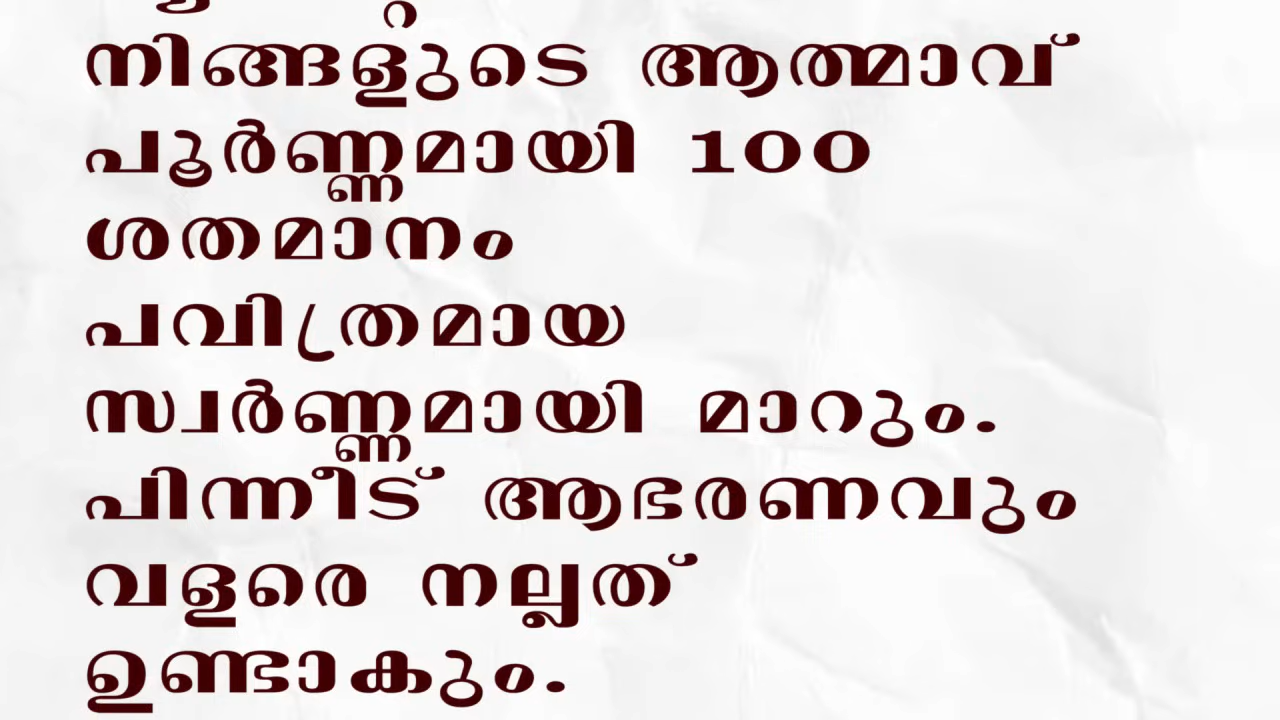 നിങ്ങളുടെ ആത്മാവ്
പൂർണ്ണമായി 100
ശതമാനം
പവിത്രമായ
സ്വർണ്ണമായി മാറും.
പിന്നീട് ആഭരണവും
വളരെ നല്ലത്
ഉണ്ടാകും.